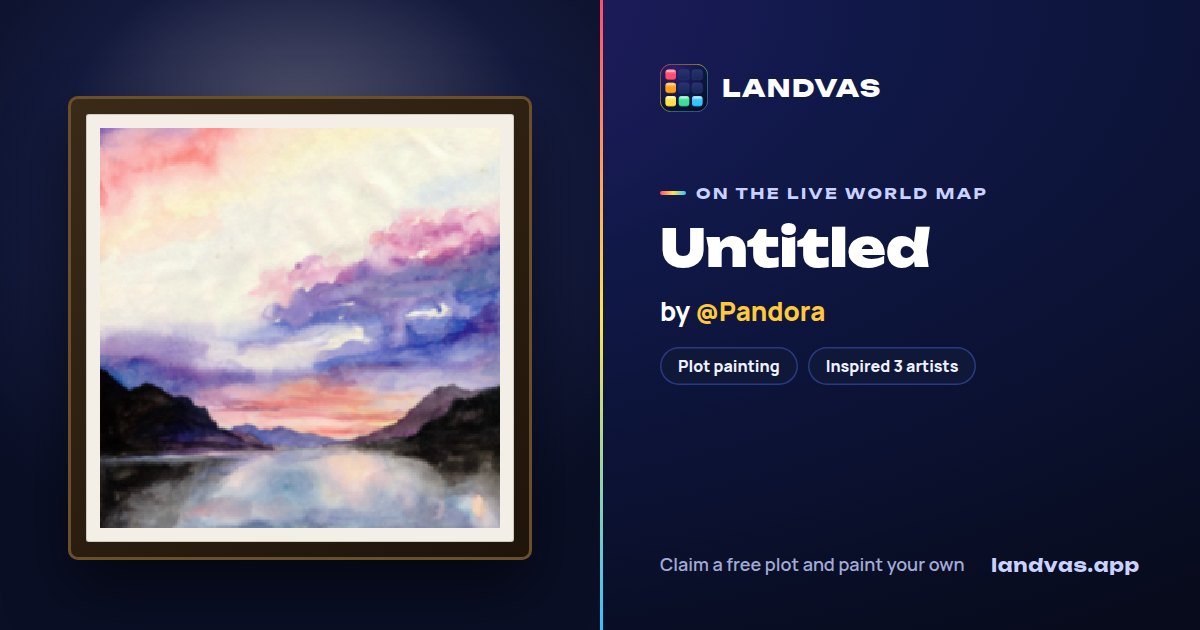 LANDVAS
ON THE LIVE WORLD MAP
Untitled
by @Pandora
Plot painting
Inspired 3 artists
Claim a free plot and paint your own
landvas.app